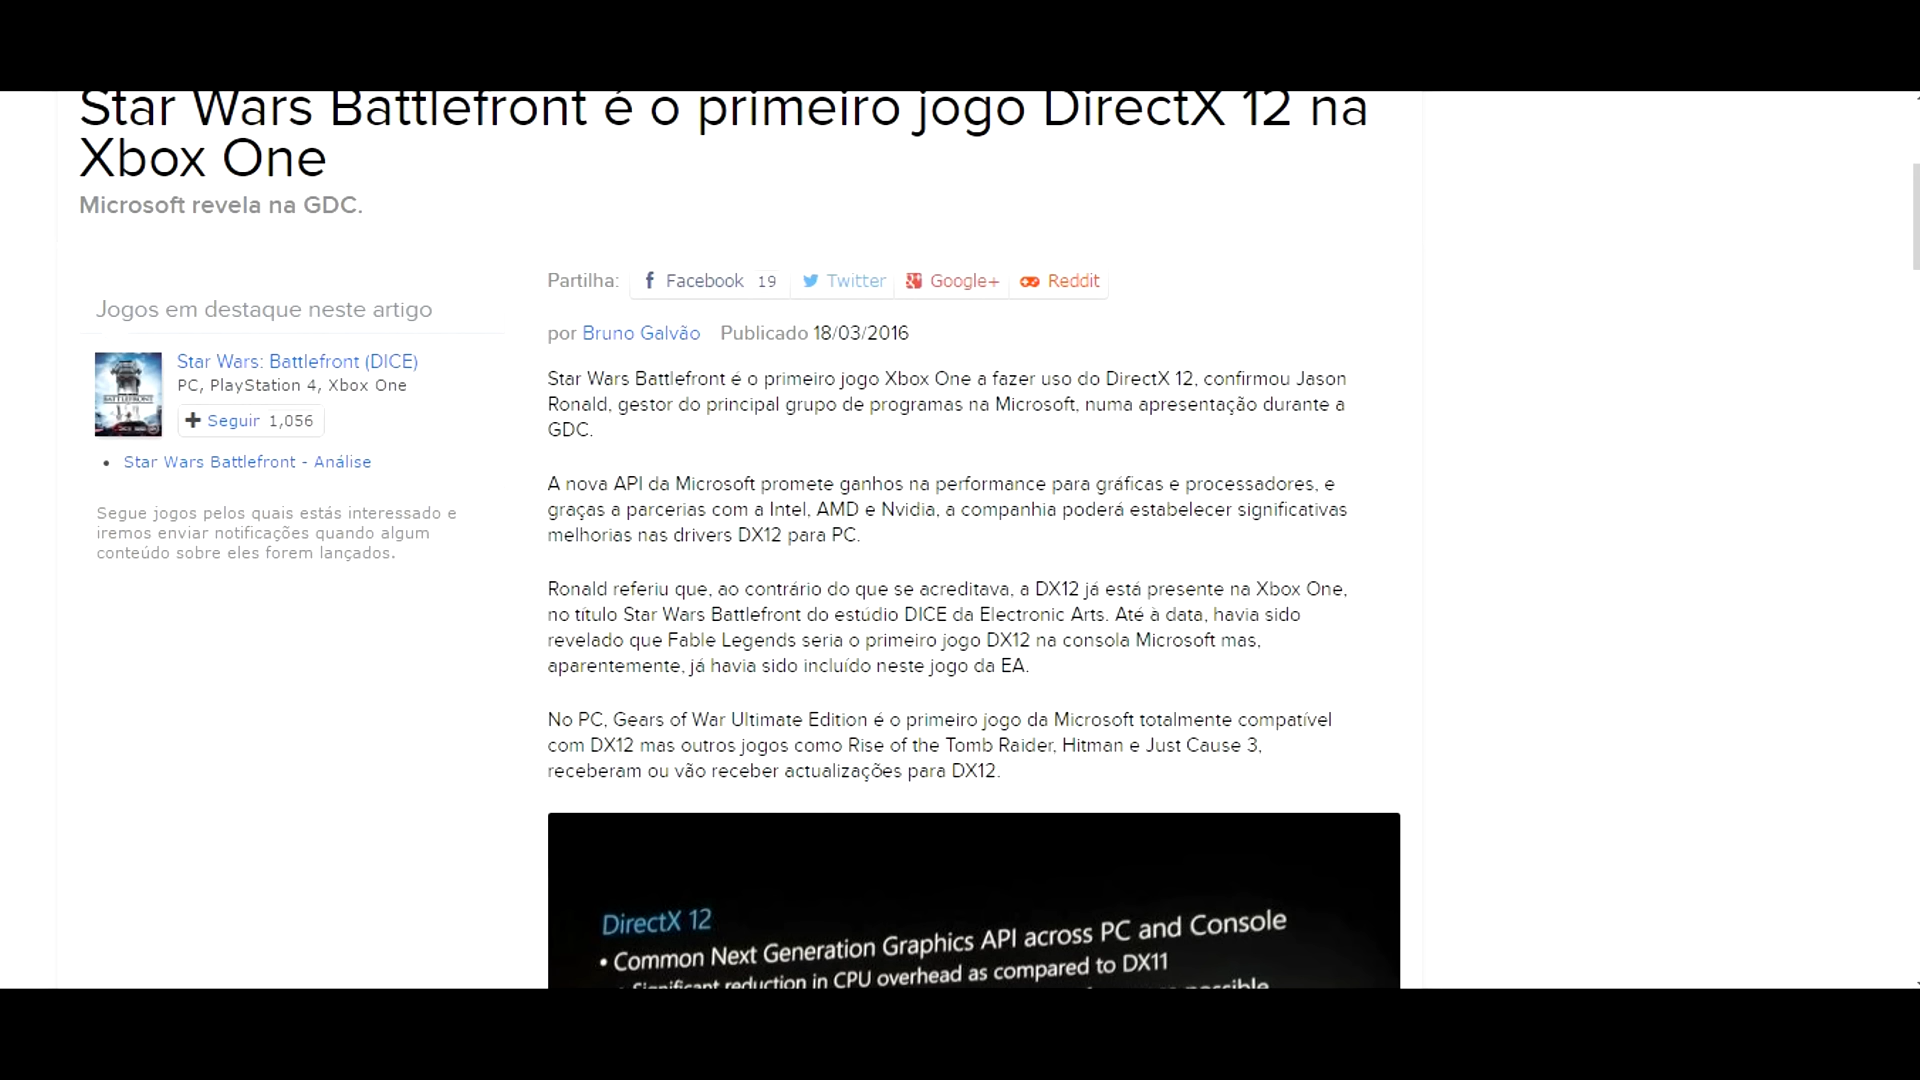 Star Wars Battlefront é o primeiro jogo DirectX 12 na
Xbox One
Microsoft revela na GDC.
Jogos em destaque neste artigo
Star Wars: Battlefront (DICE)
PC, PlayStation 4, Xbox One
Seguir 1,056
Star Wars Battlefront - Análise
Segue jogos pelos quais estás interessado e
iremos enviar notificações quando algum
conteúdo sobre eles forem lançados.
Partilha: Facebook 19 Twitter Google+ Reddit
por Bruno Galvão Publicado 18/03/2016
Star Wars Battlefront é o primeiro jogo Xbox One a fazer uso do DirectX 12, confirmou Jason
Ronald, gestor do principal grupo de programas na Microsoft, numa apresentação durante a
GDC.
A nova API da Microsoft promete ganhos na performance para gráficas e processadores, e
graças a parcerias com a Intel, AMD e Nvidia, a companhia poderá estabelecer significativas
melhorias nas drivers DX12 para PC.
Ronald referiu que, ao contrário do que se acreditava, a DX12 já está presente na Xbox One,
no título Star Wars Battlefront do estúdio DICE da Electronic Arts. Até à data, havia sido
revelado que Fable Legends seria o primeiro jogo DX12 na consola Microsoft mas,
aparentemente, já havia sido incluído neste jogo da EA.
No PC, Gears of War Ultimate Edition é o primeiro jogo da Microsoft totalmente compatível
com DX12 mas outros jogos como Rise of the Tomb Raider, Hitman e Just Cause 3,
receberam ou vão receber actualizações para DX12.
DirectX 12
• Common Next Generation Graphics API across PC and Console
Significant reduction in CPU overhead as compared to DX11
possible